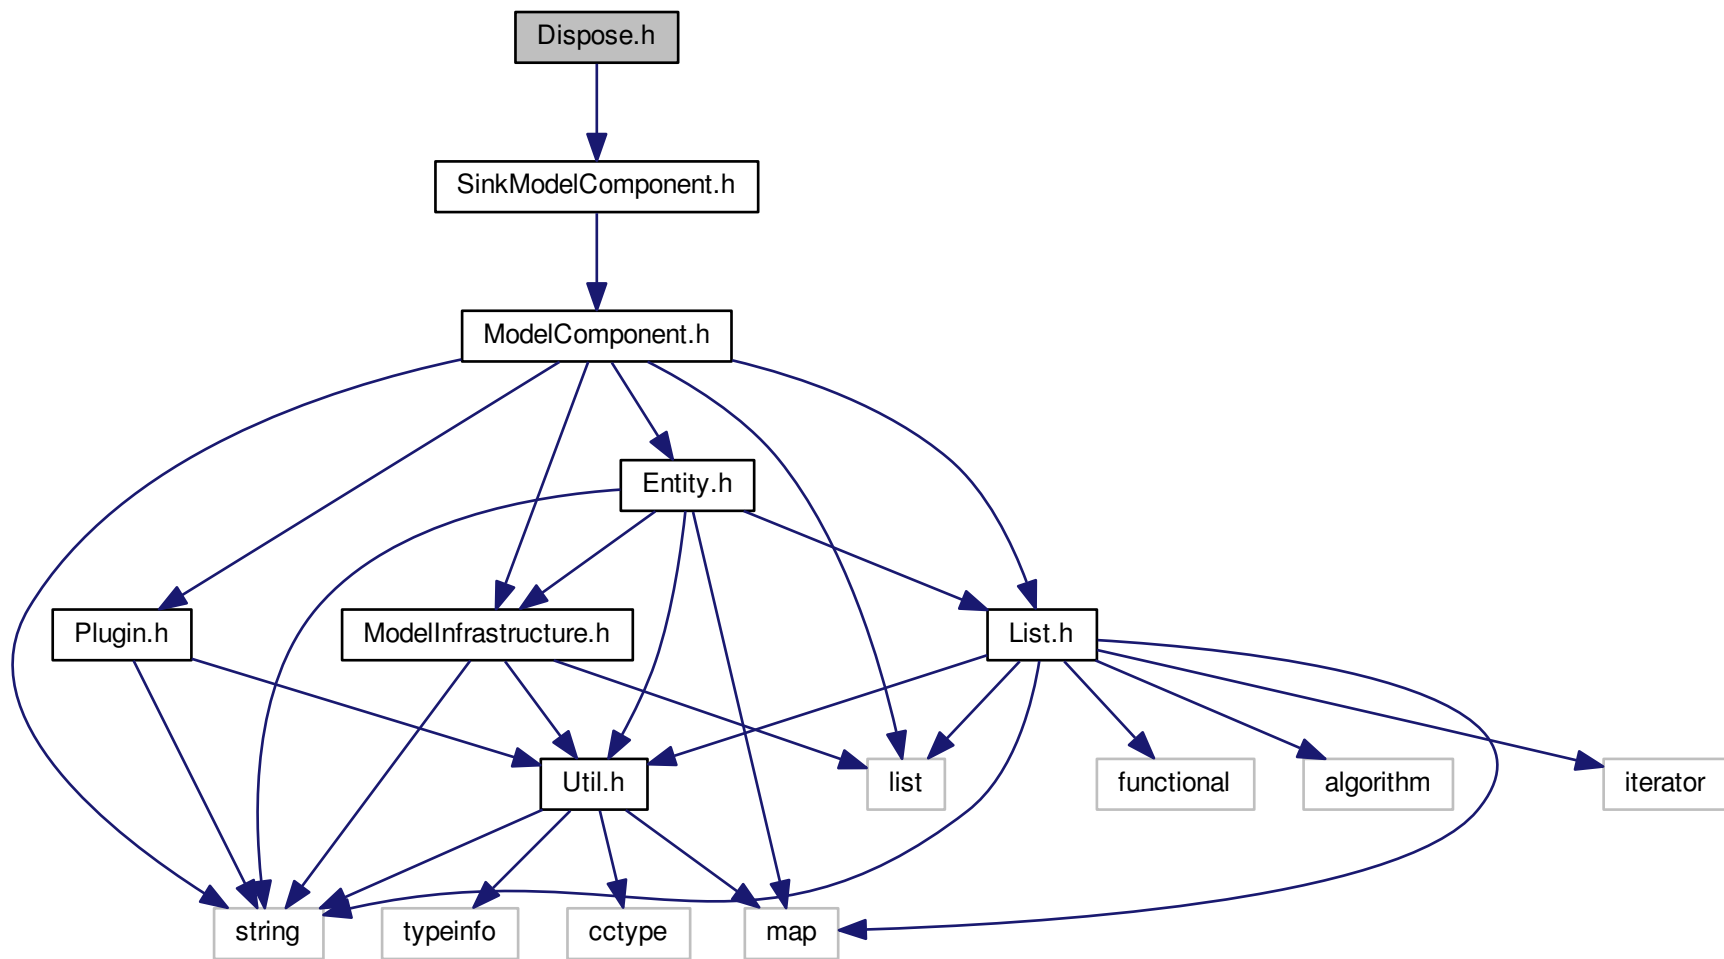 Dispose.h
SinkModelComponent.h
ModelComponent.h
Entity.h
Plugin.h
ModelInfrastructure.h
List.h
Util.h
list
functional
algorithm
iterator
string
typeinfo
cctype
map